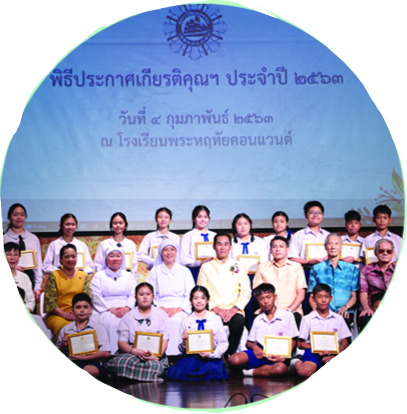 พิธีประกาศเกียรติคุณฯ ประจำปี ๒๕๖๓
วันที่ ๔ กุมภาพันธ์ ๒๕๖๓
ณ โรงเรียนพระหฤทัยคอนแวนต์